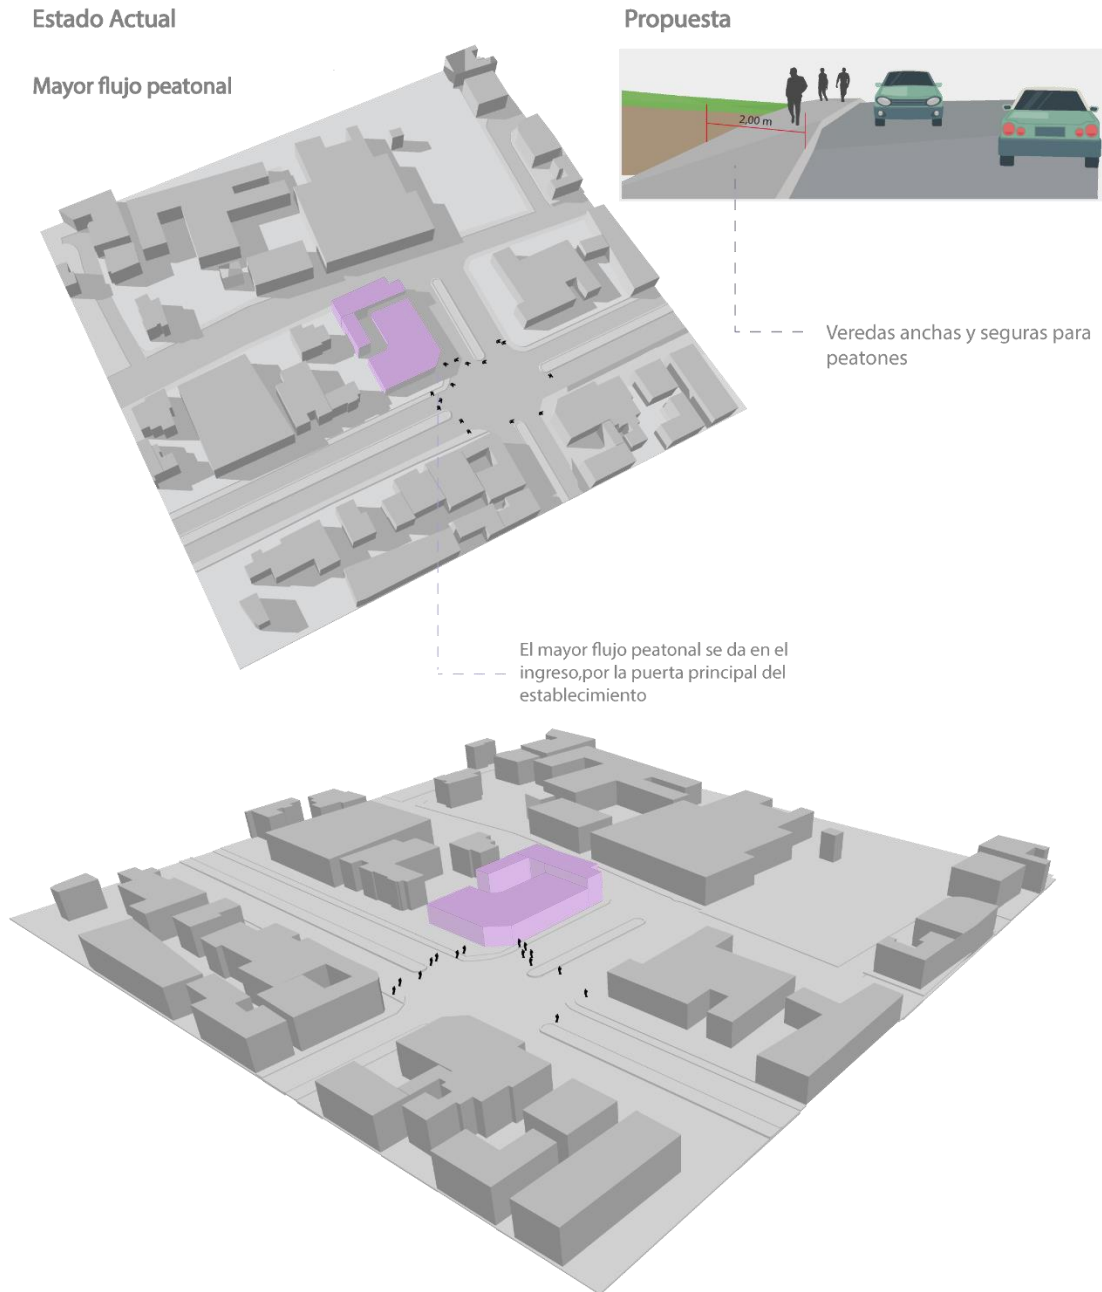 Estado Actual
Mayor flujo peatonal
Propuesta
2,00 m
Veredas anchas y seguras para
peatones
El mayor flujo peatonal se da en el
ingreso,por la puerta principal del
establecimiento